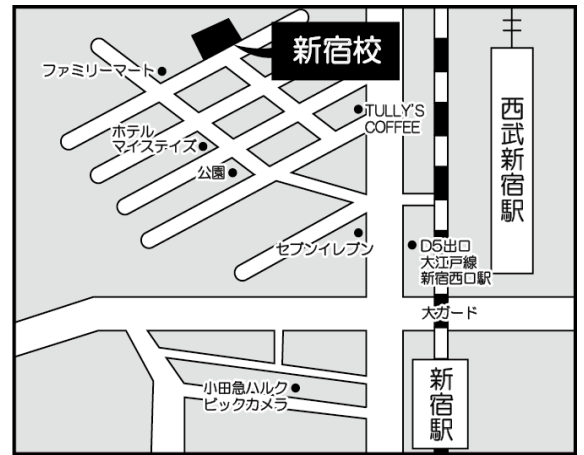 新宿校
ファミリーマート
TULLY'S
COFFEE
ホテル
マイステイズ
公園
西武新宿駅
セブンイレブン
D5出口
大江戸線
新宿西口駅
大ガード
小田急ハルク
ビックカメラ
新宿駅